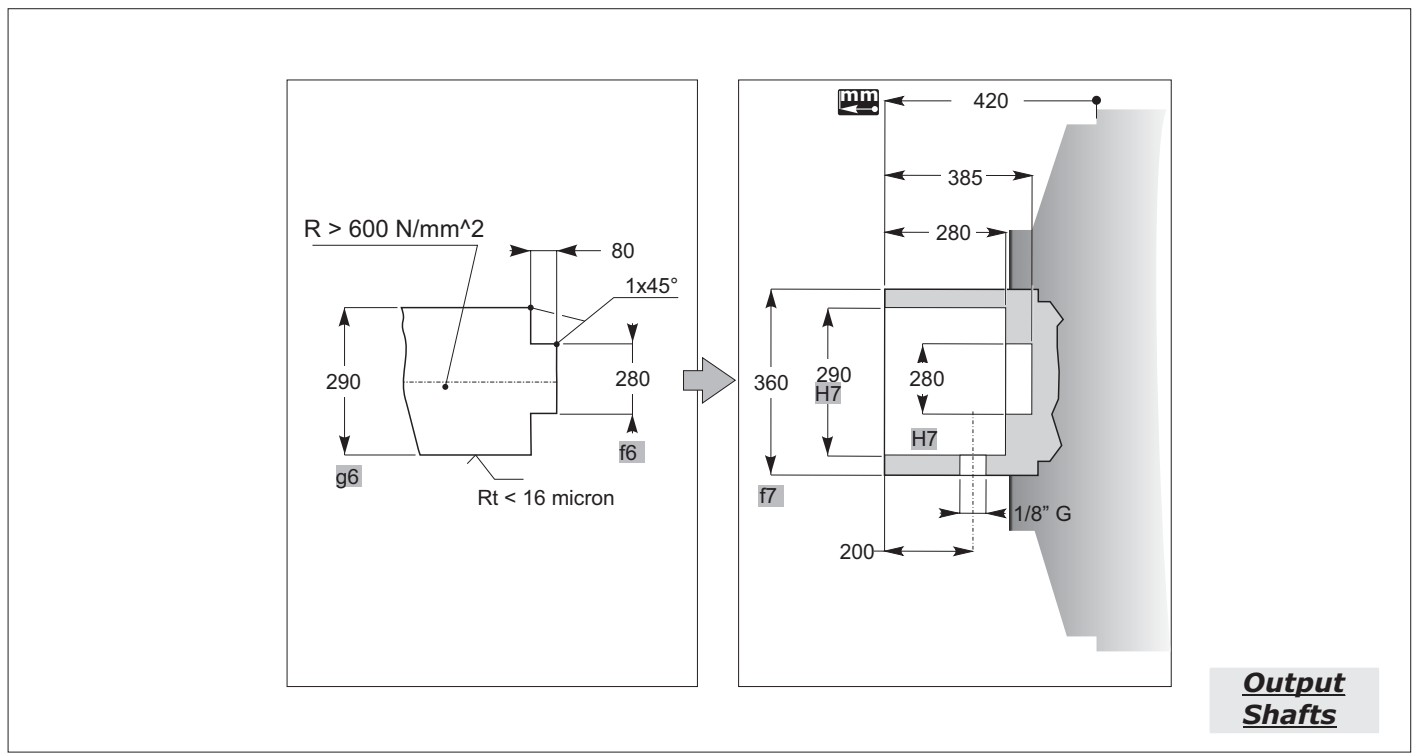 R > 600 N/mm^2
80
1x45°
290
280
g6
f6
Rt < 16 micron
mm
420
385
280
360
290
H7
280
H7
f7
1/8” G
200
Output
Shafts